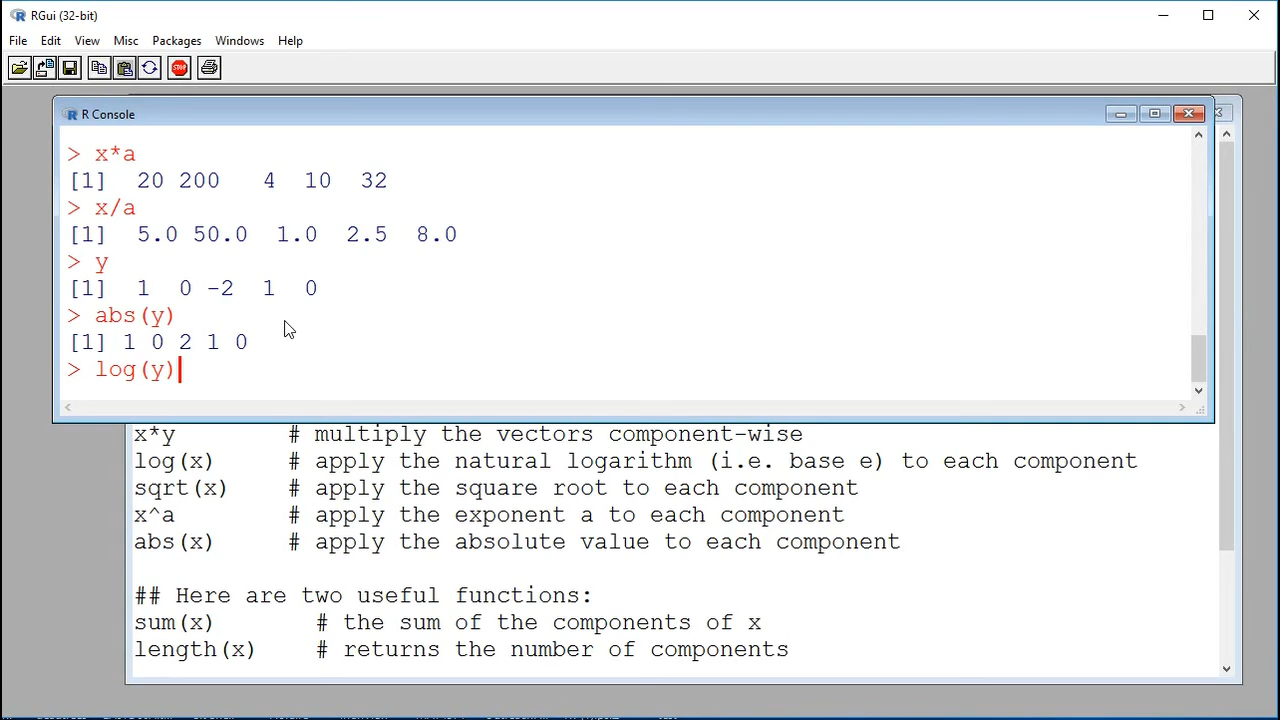 RGui (32-bit)
File Edit View Misc Packages Windows Help
STOP
R Console
> x*a
[1] 20 200 4 10 32
> x/a
[1] 5.0 50.0 1.0 2.5 8.0
> y
[1] 1 0 -2 1 0
> abs(y)
[1] 1 0 2 1 0
> log(y)
x*y # multiply the vectors component-wise
log(x) # apply the natural logarithm (i.e. base e) to each component
sqrt(x) # apply the square root to each component
x^a # apply the exponent a to each component
abs(x) # apply the absolute value to each component
## Here are two useful functions:
sum(x) # the sum of the components of x
length(x) # returns the number of components